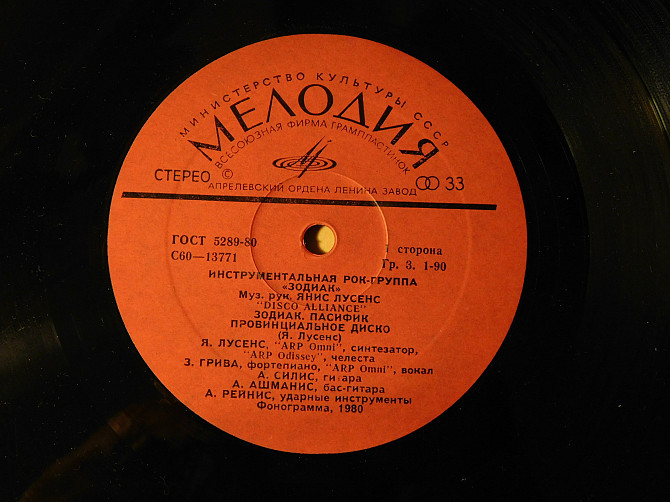 МИНИСТЕРСТВО КУЛЬТУРЫ СССР
МЕЛОДИЯ
ВСЕСОЮЗНАЯ ФИРМА ГРАМПЛАСТИНОК
СТЕРЕО © 33
АПРЕЛЕВСКИЙ ОРДЕНА ЛЕНИНА ЗАВОД
ГОСТ 5289-80 сторона
С60—13771 Гр. 3. 1-90
ИНСТРУМЕНТАЛЬНАЯ РОК-ГРУППА
«ЗОДИАК»
Муз. рук. ЯНИС ЛУСЕНС
"DISCO ALLIANCE"
ЗОДИАК. ПАСИФИК
ПРОВИНЦИАЛЬНОЕ ДИСКО
(Я. Лусенс)
Я. ЛУСЕНС, "ARP Omni", синтезатор,
"ARP Odissey", челеста
З. ГРИВА, фортепиано, "ARP Omni", вокал
А. СИЛИС, гитара
А. АШМАНИС, бас-гитара
А. РЕЙНИС, ударные инструменты
Фонограмма, 1980